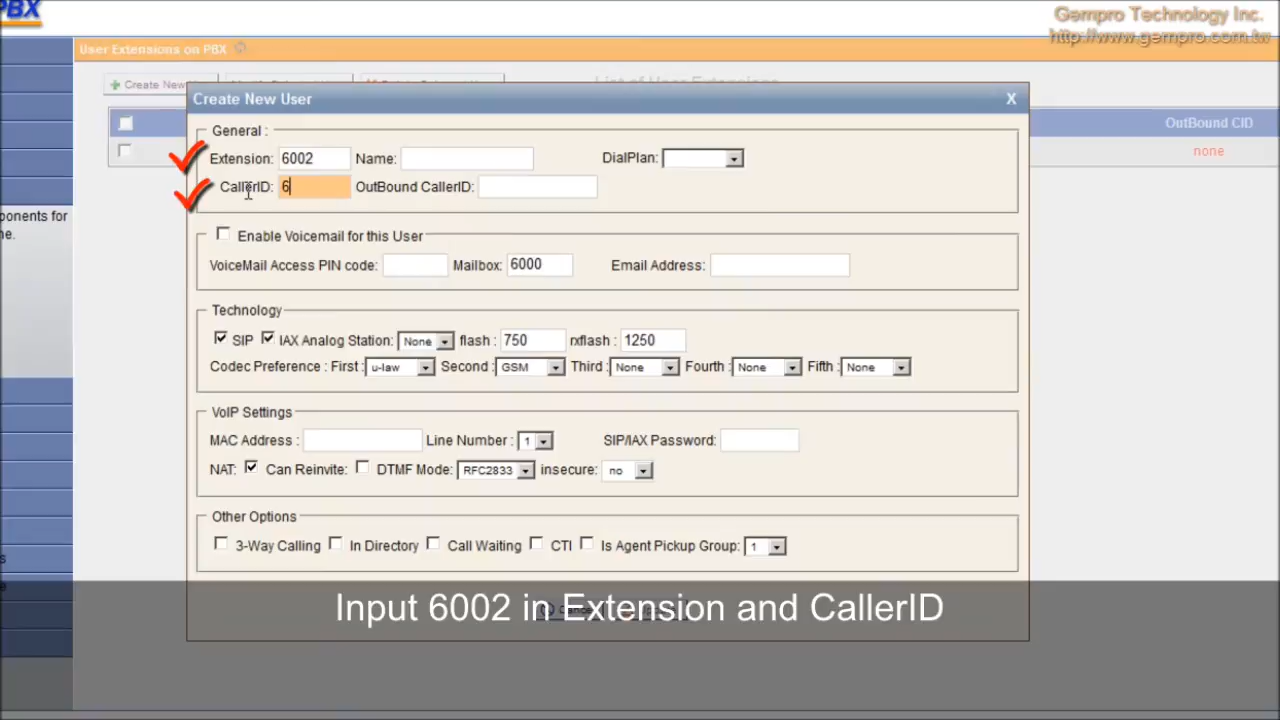 PBX
Gempro Technology Inc.
http://www.gempro.com.tw
User Extensions on PBX
Create New
List of User Extensions
Create New User X
OutBound CID
General :
none
Extension: 6002 Name: DialPlan:
CallerID: 6 OutBound CallerID:
ponents for
ne.
Enable Voicemail for this User
VoiceMail Access PIN code: Mailbox: 6000 Email Address:
Technology
SIP IAX Analog Station: None flash : 750 rxflash : 1250
Codec Preference : First : u-law Second : GSM Third : None Fourth : None Fifth : None
VoIP Settings
MAC Address : Line Number : 1 SIP/IAX Password:
NAT: Can Reinvite: DTMF Mode: RFC2833 insecure: no
Other Options
3-Way Calling In Directory Call Waiting CTI Is Agent Pickup Group: 1
s
e
Input 6002 in Extension and CallerID